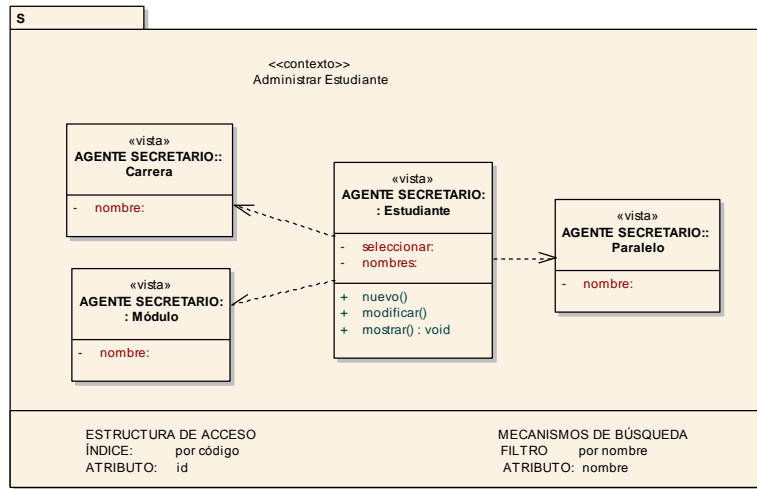 S
<<contexto>>
Administrar Estudiante
«vista»
AGENTE SECRETARIO::
Carrera
- nombre:
«vista»
AGENTE SECRETARIO:
: Módulo
- nombre:
«vista»
AGENTE SECRETARIO:
: Estudiante
- seleccionar:
- nombres:
+ nuevo()
+ modificar()
+ mostrar() : void
«vista»
AGENTE SECRETARIO::
Paralelo
- nombre:
ESTRUCTURA DE ACCESO
ÍNDICE: por código
ATRIBUTO: id
MECANISMOS DE BÚSQUEDA
FILTRO por nombre
ATRIBUTO: nombre